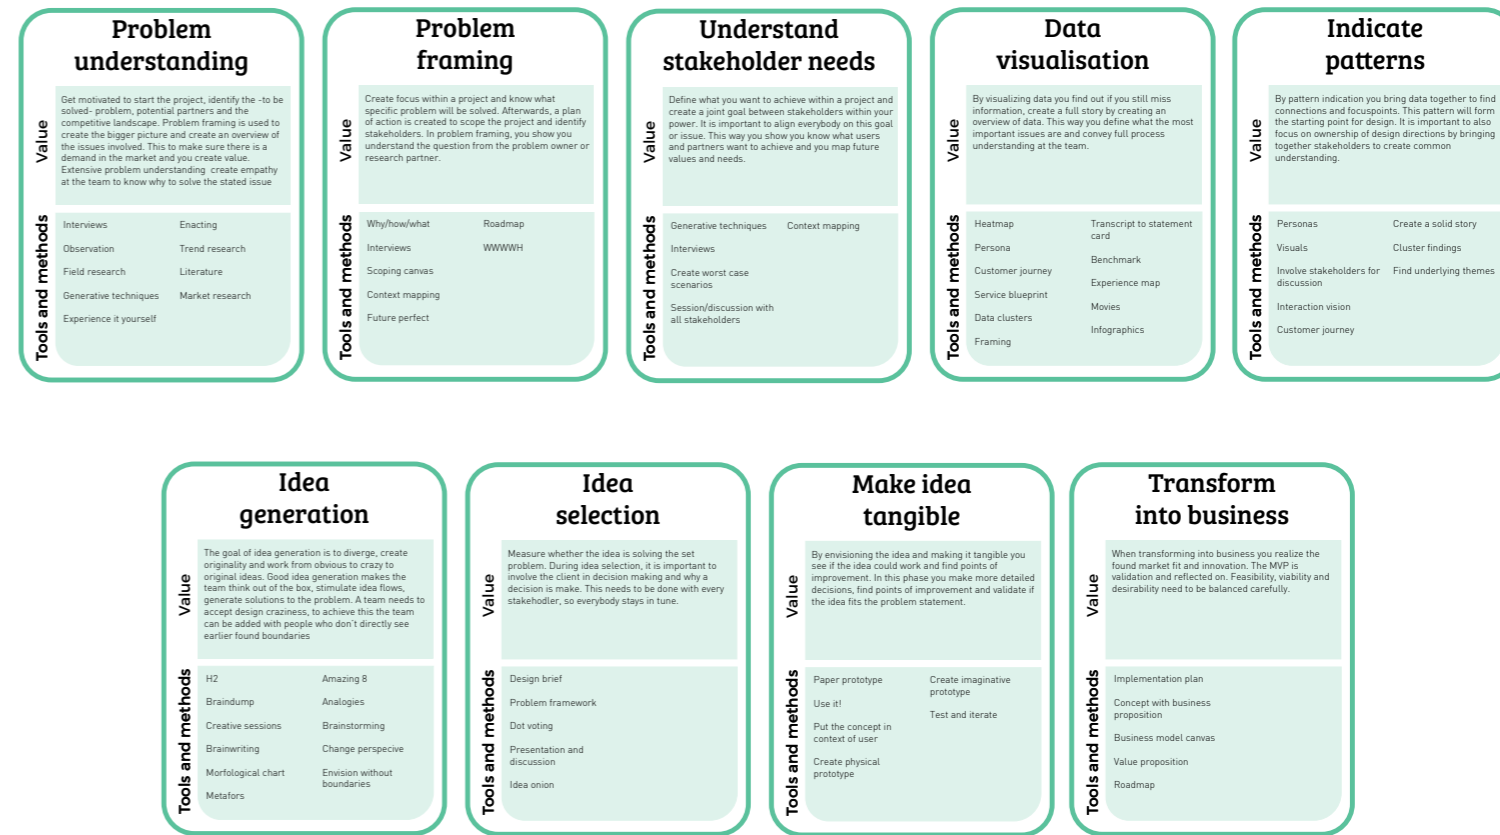 Problem
understanding
Value
Get motivated to start the project, identify the -to be
solved- problem, potential partners and the
competitive landscape. Problem framing is used to
create the bigger picture and create an overview of
the issues involved. This to make sure there is a
demand in the market and you create value.
Extensive problem understanding create empathy
at the team to know why to solve the stated issue
Tools and methods
Interviews
Observation
Field research
Generative techniques
Experience it yourself
Enacting
Trend research
Literature
Market research
Problem
framing
Value
Create focus within a project and know what
specific problem will be solved. Afterwards, a plan
of action is created to scope the project and identify
stakeholders. In problem framing, you show you
understand the question from the problem owner or
research partner.
Tools and methods
Why/how/what
Interviews
Scoping canvas
Context mapping
Future perfect
Roadmap
WWWWH
Understand
stakeholder needs
Value
Define what you want to achieve within a project and
create a joint goal between stakeholders within your
power. It is important to align everybody on this goal
or issue. This way you show you know what users
and partners want to achieve and you map future
values and needs.
Tools and methods
Generative techniques
Interviews
Create worst case
scenarios
Session/discussion with
all stakeholders
Context mapping
Data
visualisation
Value
By visualizing data you find out if you still miss
information, create a full story by creating an
overview of data. This way you define what the most
important issues are and convey full process
understanding at the team.
Tools and methods
Heatmap
Persona
Customer journey
Service blueprint
Data clusters
Framing
Transcript to statement
card
Benchmark
Experience map
Movies
Infographics
Indicate
patterns
Value
By pattern indication you bring data together to find
connections and focuspoints. This pattern will form
the starting point for design. It is important to also
focus on ownership of design directions by bringing
together stakeholders to create common
understanding.
Tools and methods
Personas
Visuals
Involve stakeholders for
discussion
Interaction vision
Customer journey
Create a solid story
Cluster findings
Find underlying themes
Idea
generation
Value
The goal of idea generation is to diverge, create
originality and work from obvious to crazy to
original ideas. Good idea generation makes the
team think out of the box, stimulate idea flows,
generate solutions to the problem. A team needs to
accept design craziness, to achieve this the team
can be added with people who don`t directly see
earlier found boundaries
Tools and methods
H2
Braindump
Creative sessions
Brainwriting
Morfological chart
Metafors
Amazing 8
Analogies
Brainstorming
Change perspecive
Envision without
boundaries
Idea
selection
Value
Measure whether the idea is solving the set
problem. During idea selection, it is important to
involve the client in decision making and why a
decision is make. This needs to be done with every
stakehodler, so everybody stays in tune.
Tools and methods
Design brief
Problem framework
Dot voting
Presentation and
discussion
Idea onion
Make idea
tangible
Value
By envisioning the idea and making it tangible you
see if the idea could work and find points of
improvement. In this phase you make more detailed
decisions, find points of improvement and validate if
the idea fits the problem statement.
Tools and methods
Paper prototype
Use it!
Put the concept in
context of user
Create physical
prototype
Create imaginative
prototype
Test and iterate
Transform
into business
Value
When transforming into business you realize the
found market fit and innovation. The MVP is
validation and reflected on. Feasibility, viability and
desirability need to be balanced carefully.
Tools and methods
Implementation plan
Concept with business
proposition
Business model canvas
Value proposition
Roadmap